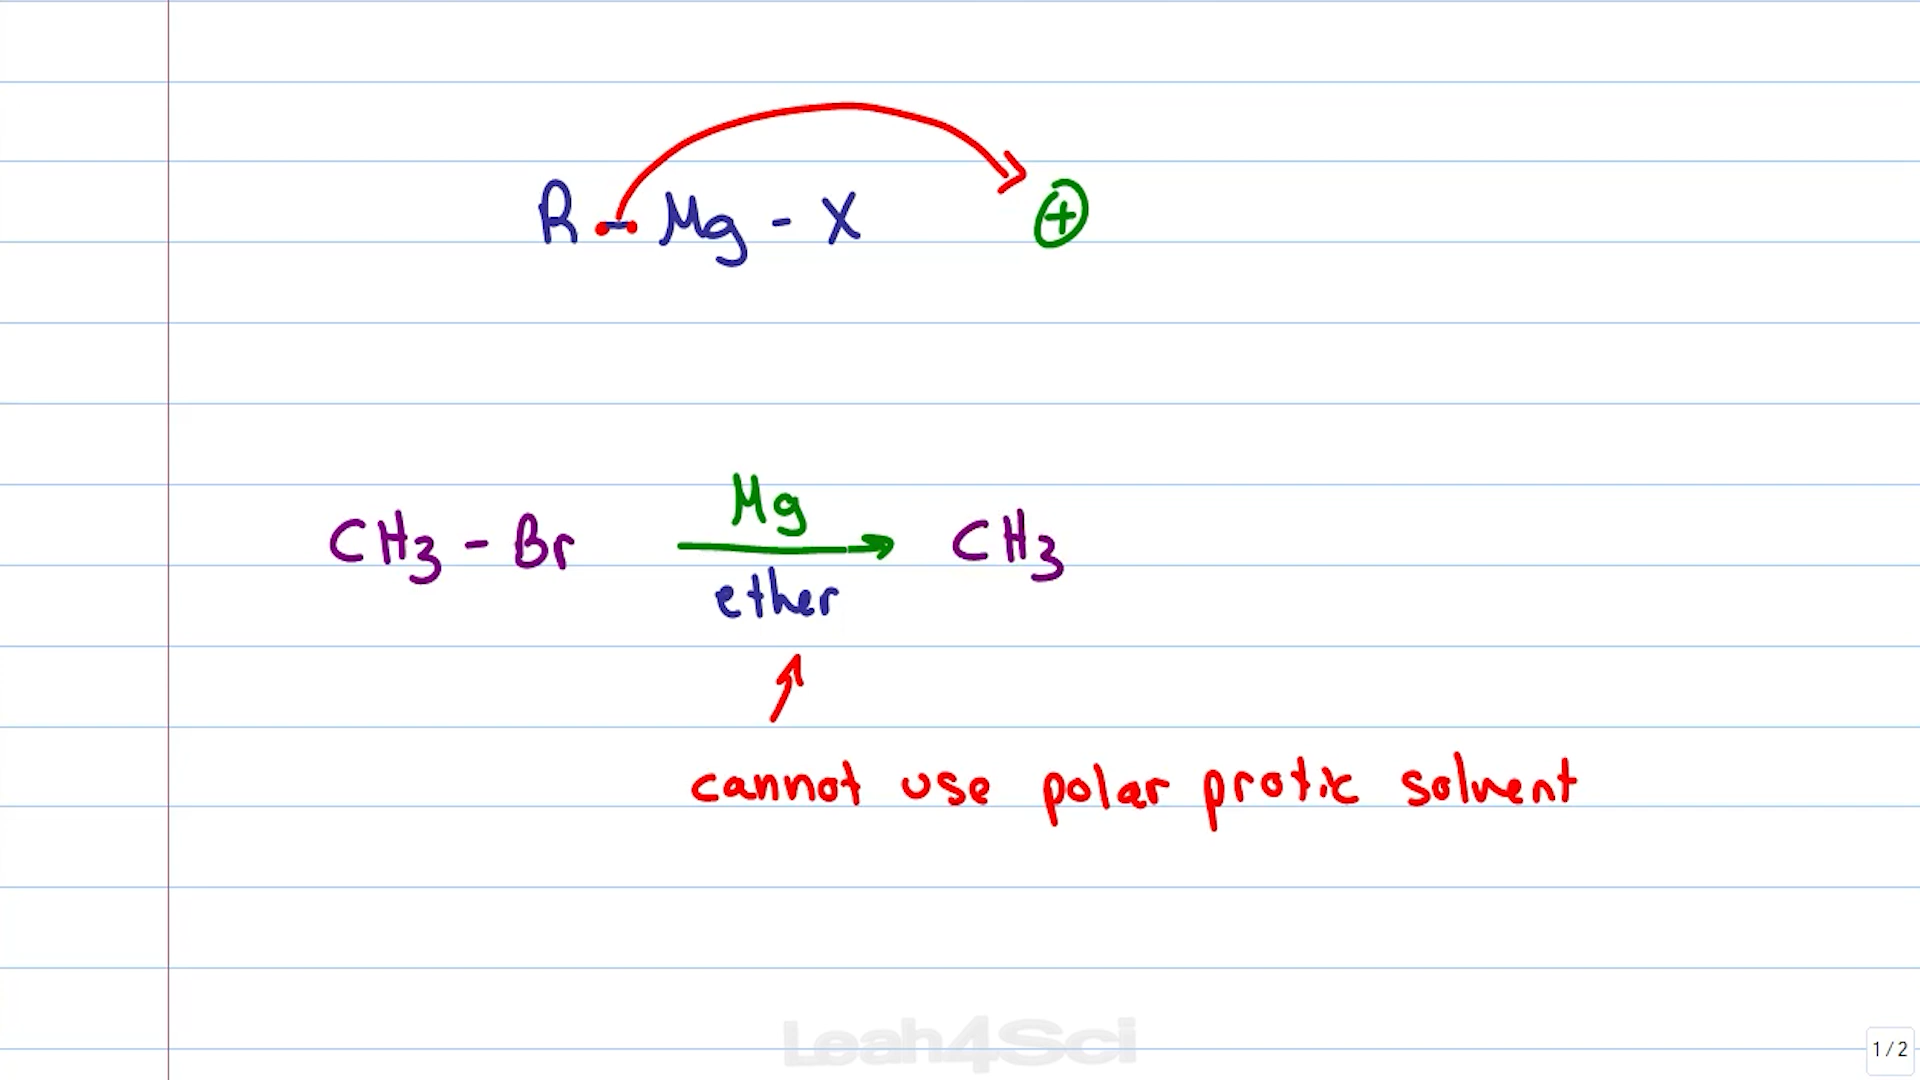 R - Mg - X ⊕
CH3 - Br Mg CH3
ether
cannot use polar protic solvent
Leah4Sci
1 / 2